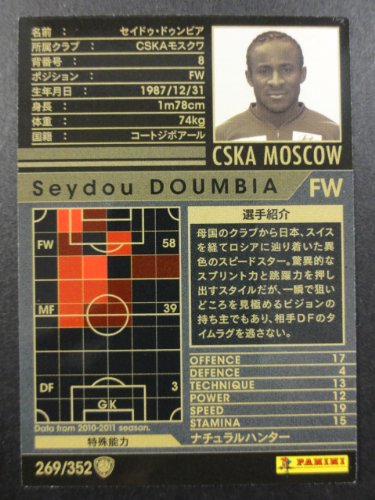 名前 : セイドゥ・ドゥンビア
所属クラブ : CSKAモスクワ
背番号 : 8
ポジション : FW
生年月日 : 1987/12/31
身長 : 1m78cm
体重 : 74kg
国籍 : コートジボアール
CSKA MOSCOW
Seydou DOUMBIA FW
FW 58
MF 39
DF 3
GK
Data from 2010-2011 season.
特殊能力
269/352
選手紹介
母国のクラブから日本、スイス
を経てロシアに辿り着いた異
色のスピードスター。驚異的な
スプリント力と跳躍力を押し
出すスタイルだが、一瞬で狙い
どころを見極めるビジョンの
持ち主でもあり、相手DFのタ
イムラグを逃さない。
OFFENCE 17
DEFENCE 4
TECHNIQUE 13
POWER 12
SPEED 19
STAMINA 15
ナチュラルハンター
PANINI